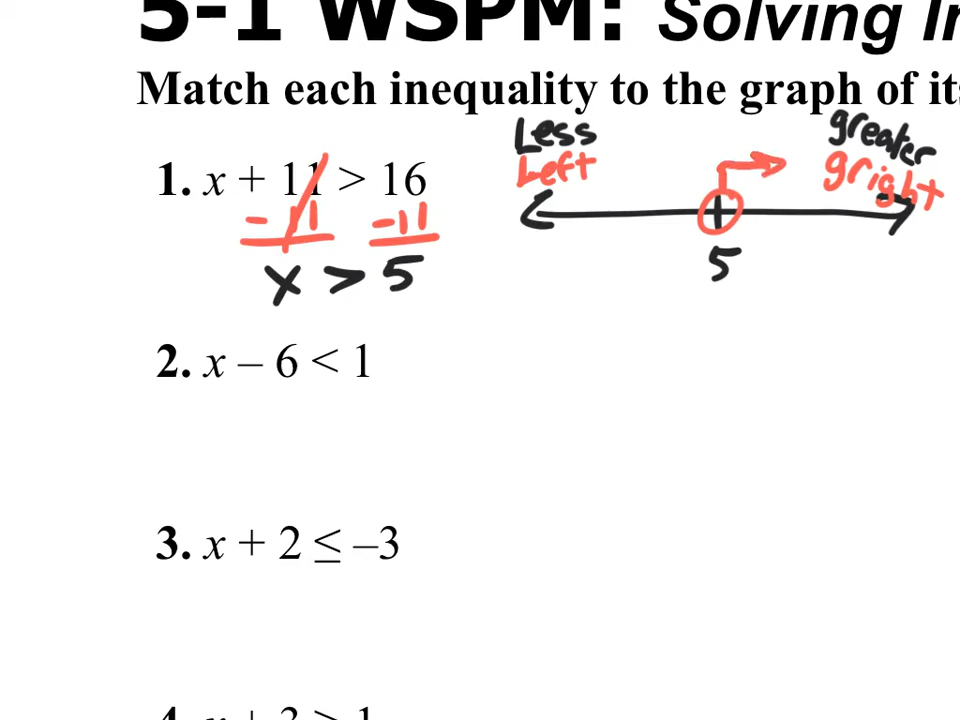 5-1 WSPM: Solving In
Match each inequality to the graph of its
Less
Left
greater
gright
1. x + 11 > 16
- 11 -11
x > 5
5
2. x – 6 < 1
3. x + 2 ≤ –3